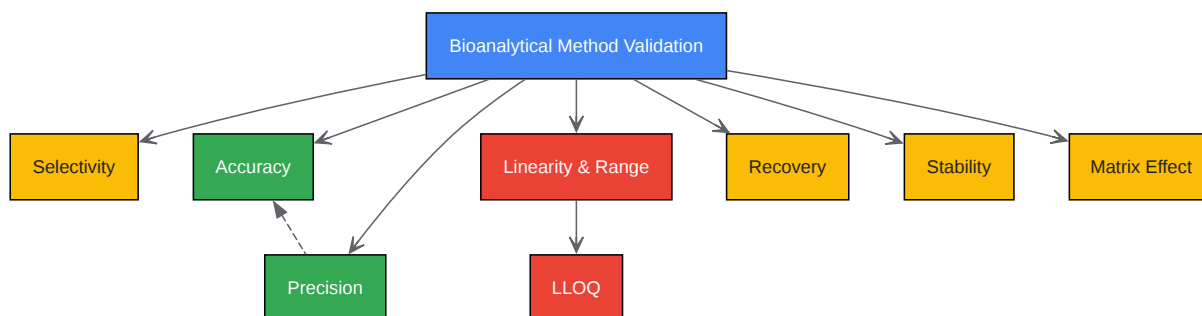 Bioanalytical Method Validation
Selectivity
Accuracy
Linearity & Range
Recovery
Stability
Matrix Effect
Precision
LLOQ